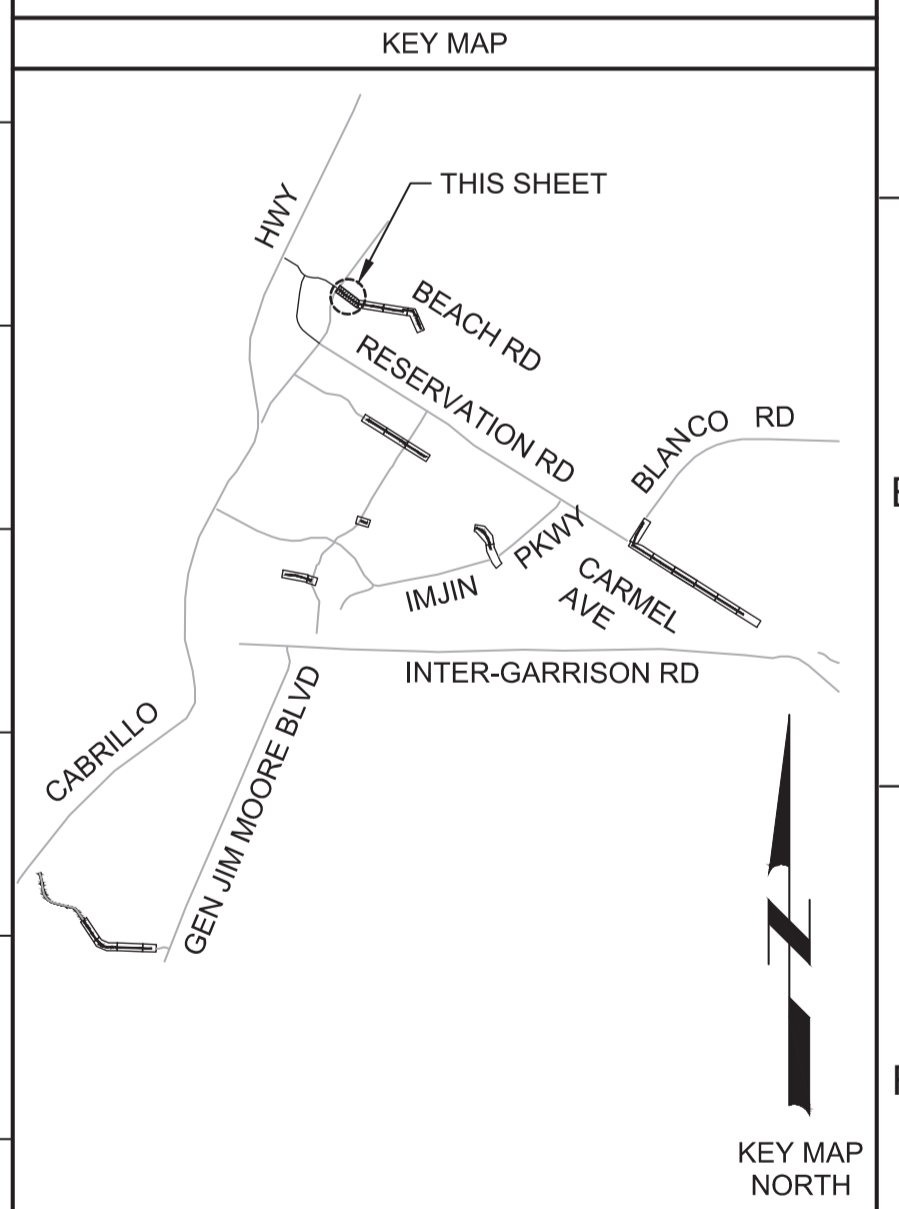 KEY MAP
THIS SHEET
HWY
BEACH RD
RESERVATION RD
BLANCO RD
IMJIN PKWY
CARMEL
AVE
INTER-GARRISON RD
CABRILLO
GEN JIM MOORE BLVD
N
KEY MAP
NORTH